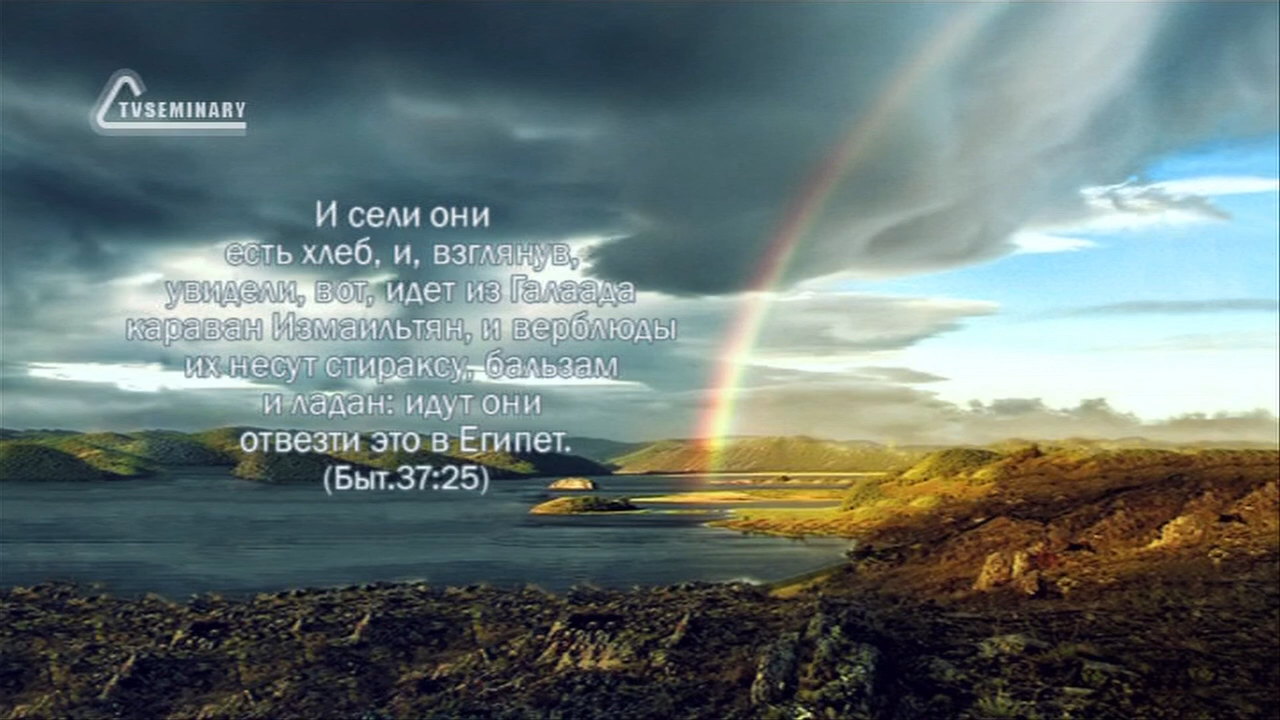 TVSEMINARY
И сели они
есть хлеб, и, взглянув,
увидели, вот, идет из Галаада
караван Измаильтян, и верблюды
их несут стираксу, бальзам
и ладан: идут они
отвезти это в Египет.
(Быт.37:25)